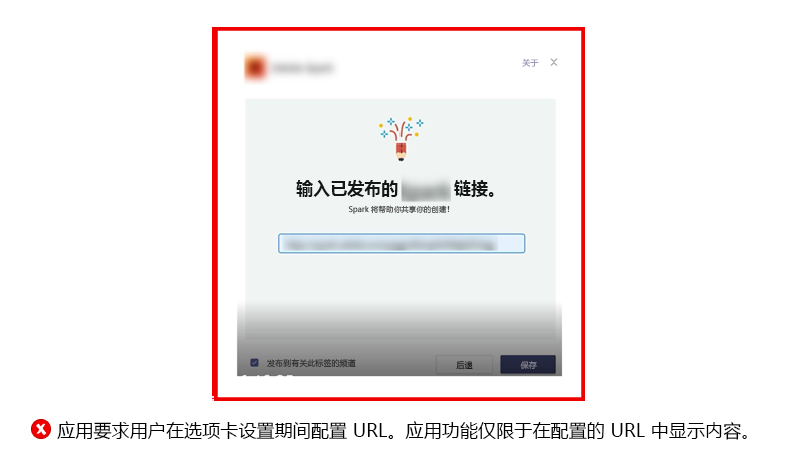 关于
输入已发布的 链接。
Spark 将帮助你共享你的创建！
发布到有关此标签的频道
后退
保存
应用要求用户在选项卡设置期间配置 URL。应用功能仅限于在配置的 URL 中显示内容。